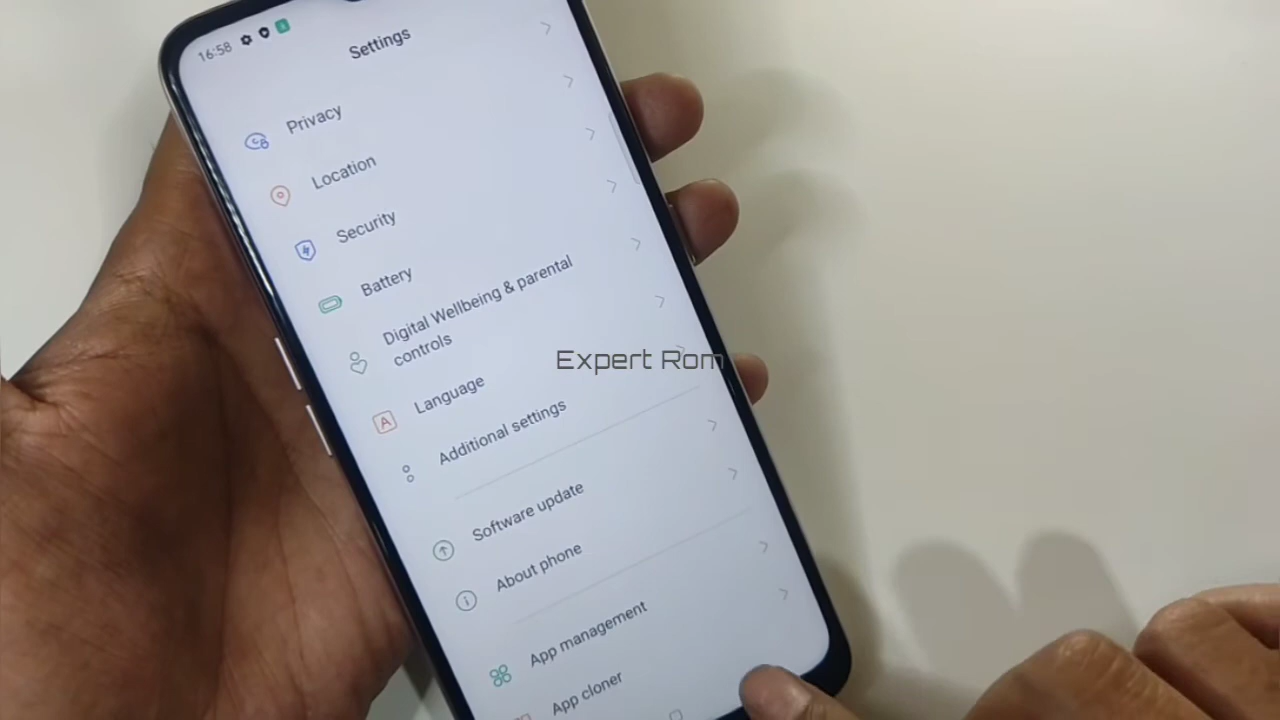 16:58
Settings
Privacy
Location
Security
Battery
Digital Wellbeing & parental
controls
Language
A
Additional settings
Software update
About phone
App management
App cloner
Expert Rom